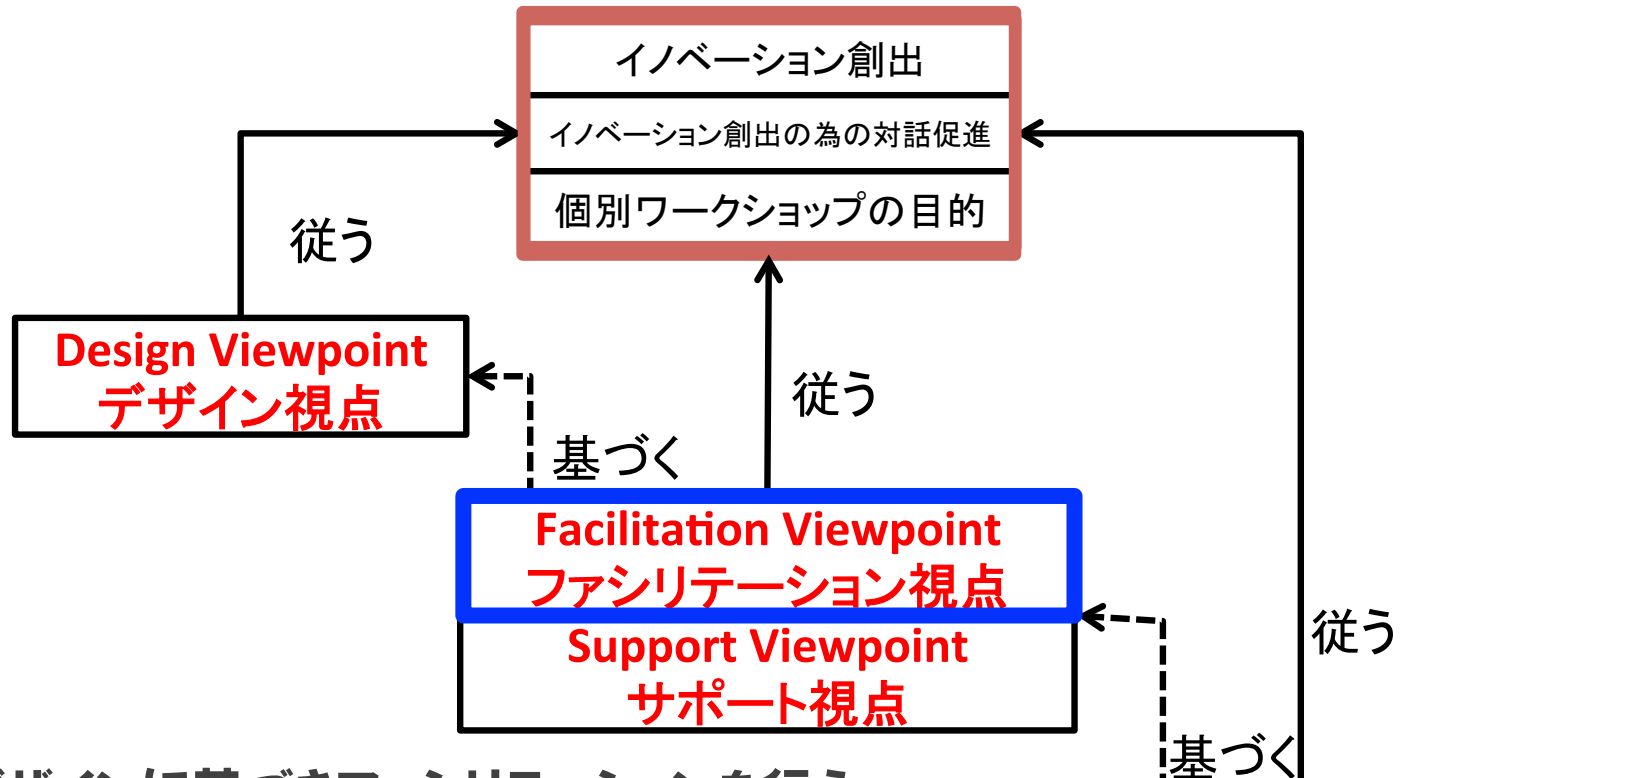 イノベーション創出
イノベーション創出の為の対話促進
個別ワークショップの目的
従う
Design Viewpoint
デザイン視点
従う
基づく
Facilitation Viewpoint
ファシリテーション視点
従う
Support Viewpoint
サポート視点
基づく